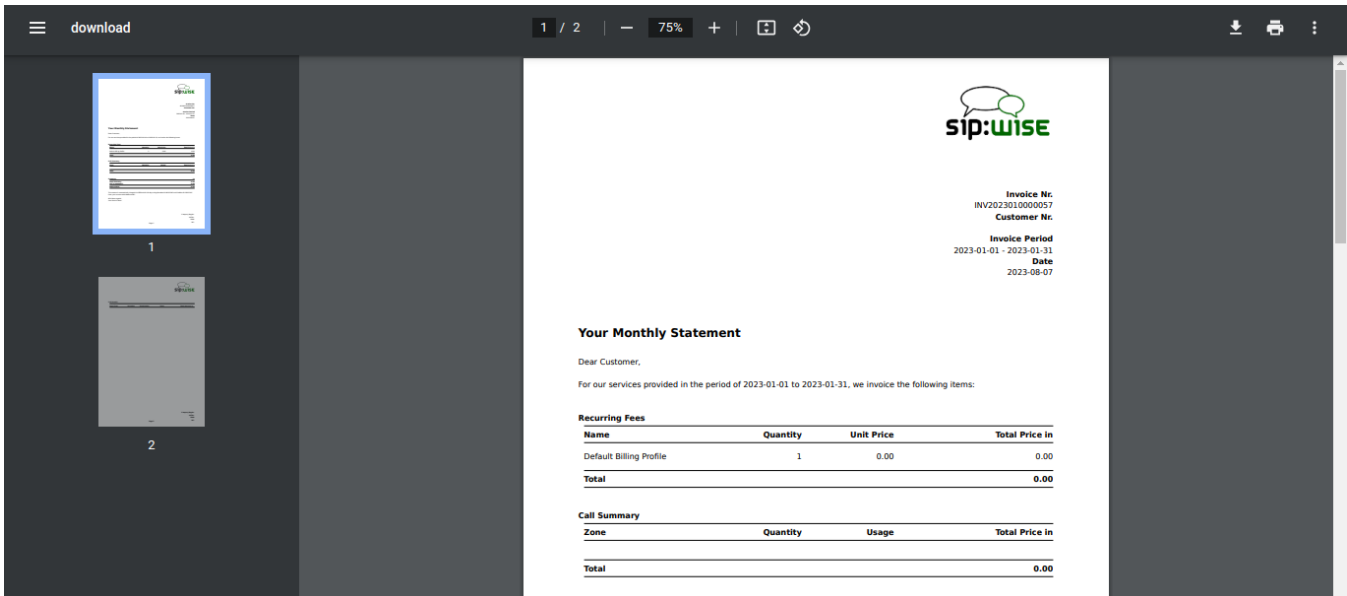 download
1 / 2
75%
1
2
sip:wise
Invoice Nr.
INV2023010000057
Customer Nr.
Invoice Period
2023-01-01 - 2023-01-31
Date
2023-08-07
Your Monthly Statement
Dear Customer,
For our services provided in the period of 2023-01-01 to 2023-01-31, we invoice the following items:
Recurring Fees
Name Quantity Unit Price Total Price in
Default Billing Profile 1 0.00 0.00
Total 0.00
Call Summary
Zone Quantity Usage Total Price in
Total 0.00